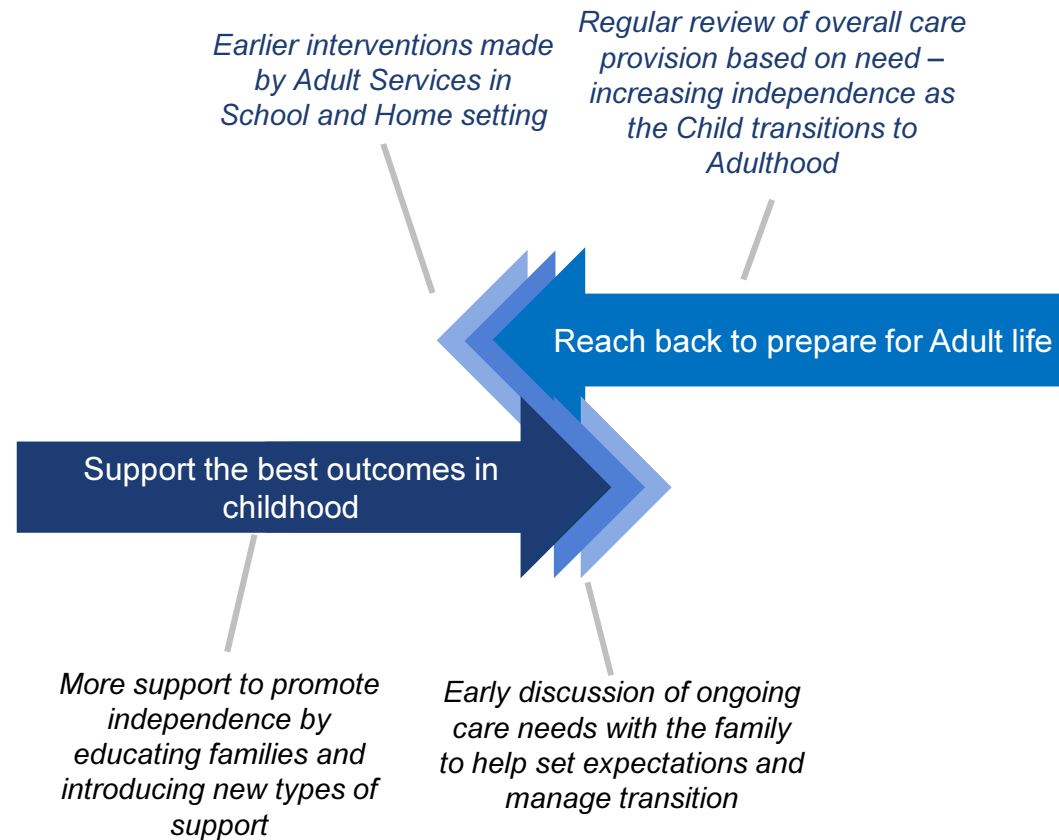 Earlier interventions made
by Adult Services in
School and Home setting
Regular review of overall care
provision based on need –
increasing independence as
the Child transitions to
Adulthood
Reach back to prepare for Adult life
Support the best outcomes in
childhood
More support to promote
independence by
educating families and
introducing new types of
support
Early discussion of ongoing
care needs with the family
to help set expectations and
manage transition